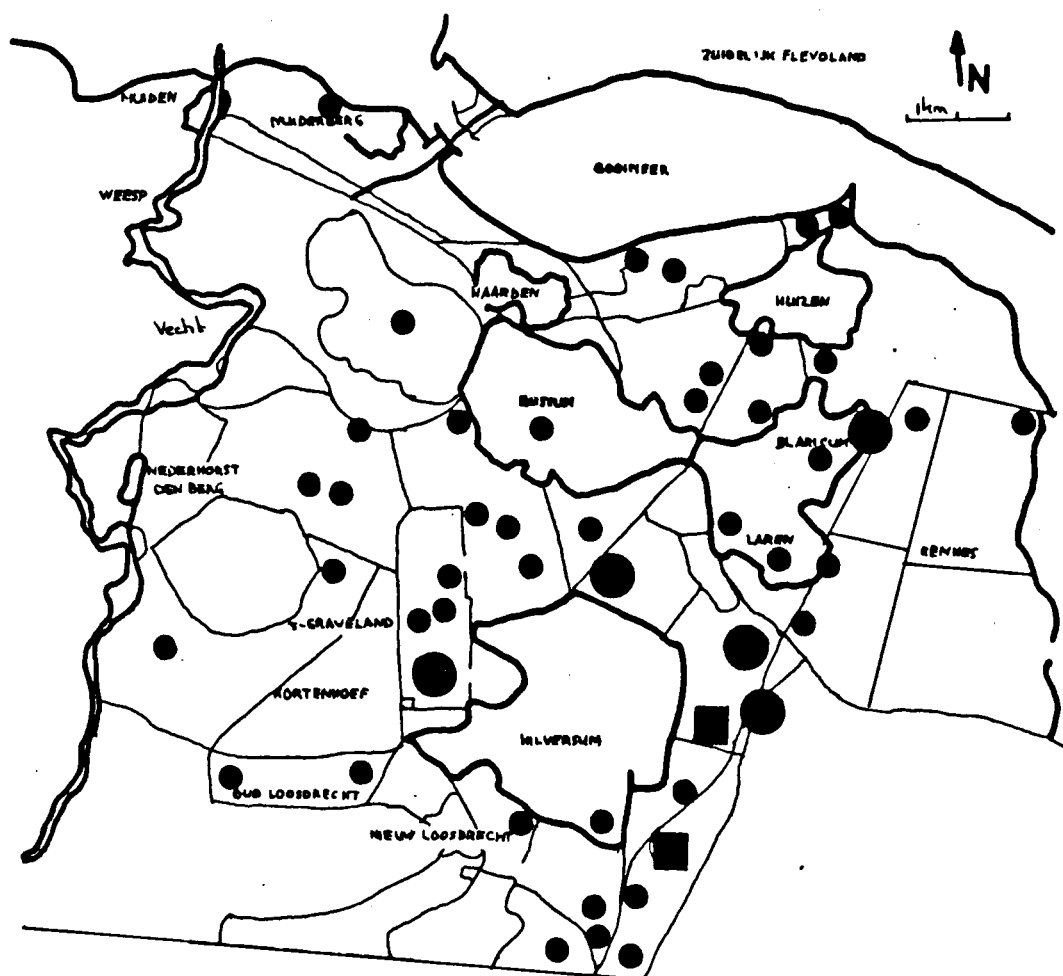 ZUIDELIJK FLEVOLAND
N
1km
MUIDEN
MUIDERBERG
GOOIMEER
WEESP
NAARDEN
HUIZEN
Vecht
BUSSUM
BLARICUM
NEDERHORST
DEN BERG
LAREN
EEMNES
'S-GRAVELAND
KORTENHOEF
HILVERSUM
OUD LOOSDRECHT
NIEUW LOOSDRECHT